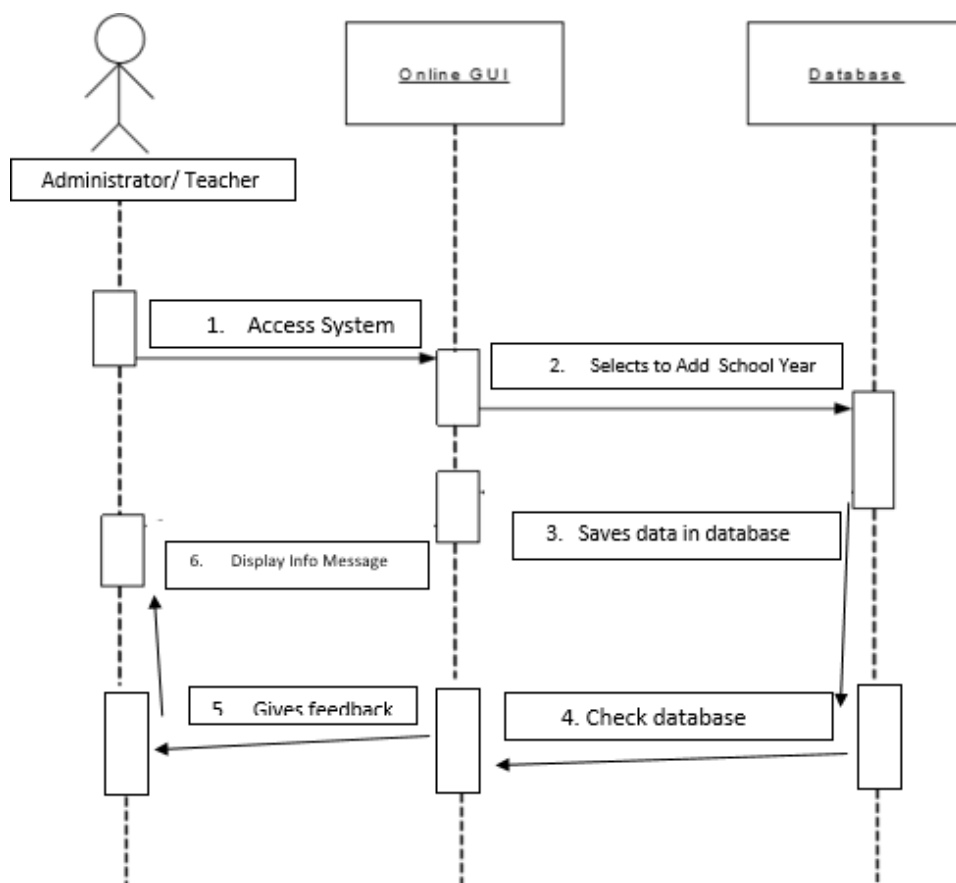 Online GUI
Database
Administrator/ Teacher
1. Access System
2. Selects to Add School Year
3. Saves data in database
6. Display Info Message
5 Gives feedback
4. Check database